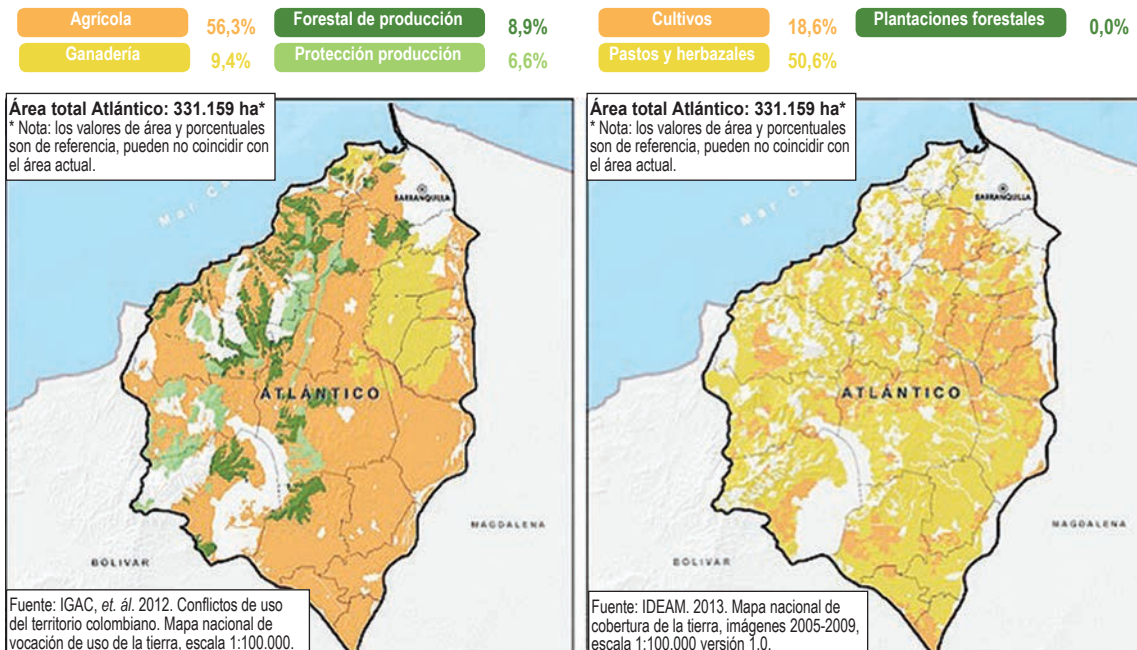 Agrícola 56,3% Forestal de producción 8,9%
Ganadería 9,4% Protección producción 6,6%
Cultivos 18,6% Plantaciones forestales 0,0%
Pastos y herbazales 50,6%
Área total Atlántico: 331.159 ha*
* Nota: los valores de área y porcentuales
son de referencia, pueden no coincidir con
el área actual.
Mar C
BARRANQUILLA
ATLÁNTICO
MAGDALENA
BOLIVAR
Fuente: IGAC, et. ál. 2012. Conflictos de uso
del territorio colombiano. Mapa nacional de
vocación de uso de la tierra, escala 1:100.000.
Área total Atlántico: 331.159 ha*
* Nota: los valores de área y porcentuales
son de referencia, pueden no coincidir con
el área actual.
Mar C
BARRANQUILLA
ATLÁNTICO
MAGDALENA
BOLIVAR
Fuente: IDEAM. 2013. Mapa nacional de
cobertura de la tierra, imágenes 2005-2009,
escala 1:100.000 versión 1.0.